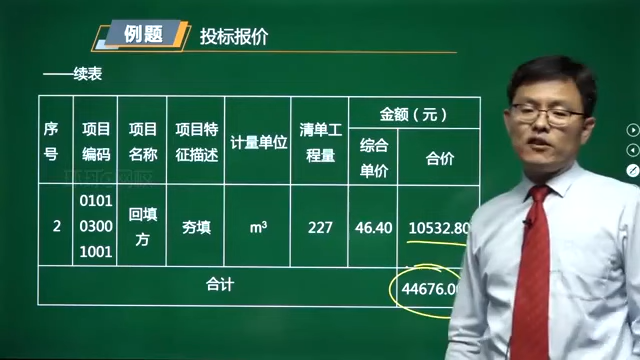 例题 投标报价
——续表
序号 项目编码 项目名称 项目特征描述 计量单位 清单工程量 金额（元）
综合单价 合价
2 010103001001 回填方 夯填 m³ 227 46.40 10532.80
合计 44676.0